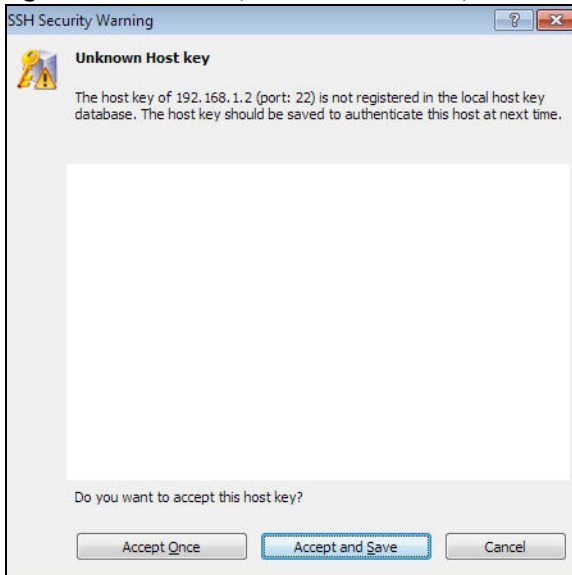 SSH Security Warning
Unknown Host key
The host key of 192.168.1.2 (port: 22) is not registered in the local host key
database. The host key should be saved to authenticate this host at next time.
Do you want to accept this host key?
Accept Once
Accept and Save
Cancel